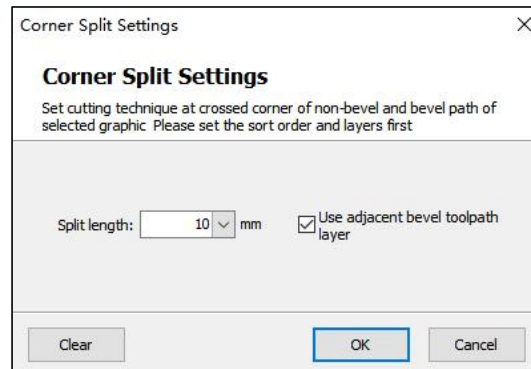 Corner Split Settings
Corner Split Settings
Set cutting technique at crossed corner of non-bevel and bevel path of
selected graphic Please set the sort order and layers first
Split length: 10 mm Use adjacent bevel toolpath
layer
Clear OK Cancel